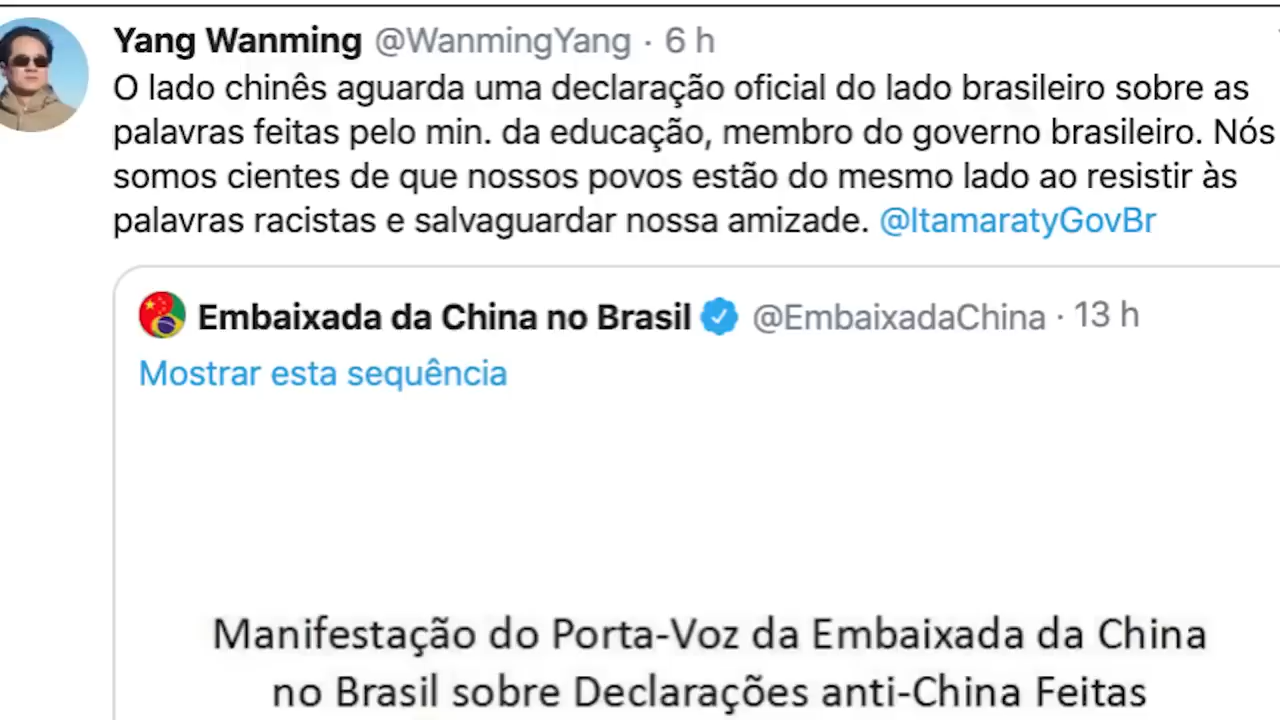 Yang Wanming @WanmingYang · 6 h
O lado chinês aguarda uma declaração oficial do lado brasileiro sobre as
palavras feitas pelo min. da educação, membro do governo brasileiro. Nós
somos cientes de que nossos povos estão do mesmo lado ao resistir às
palavras racistas e salvaguardar nossa amizade. @ItamaratyGovBr
Embaixada da China no Brasil @EmbaixadaChina · 13 h
Mostrar esta sequência
Manifestação do Porta-Voz da Embaixada da China
no Brasil sobre Declarações anti-China Feitas